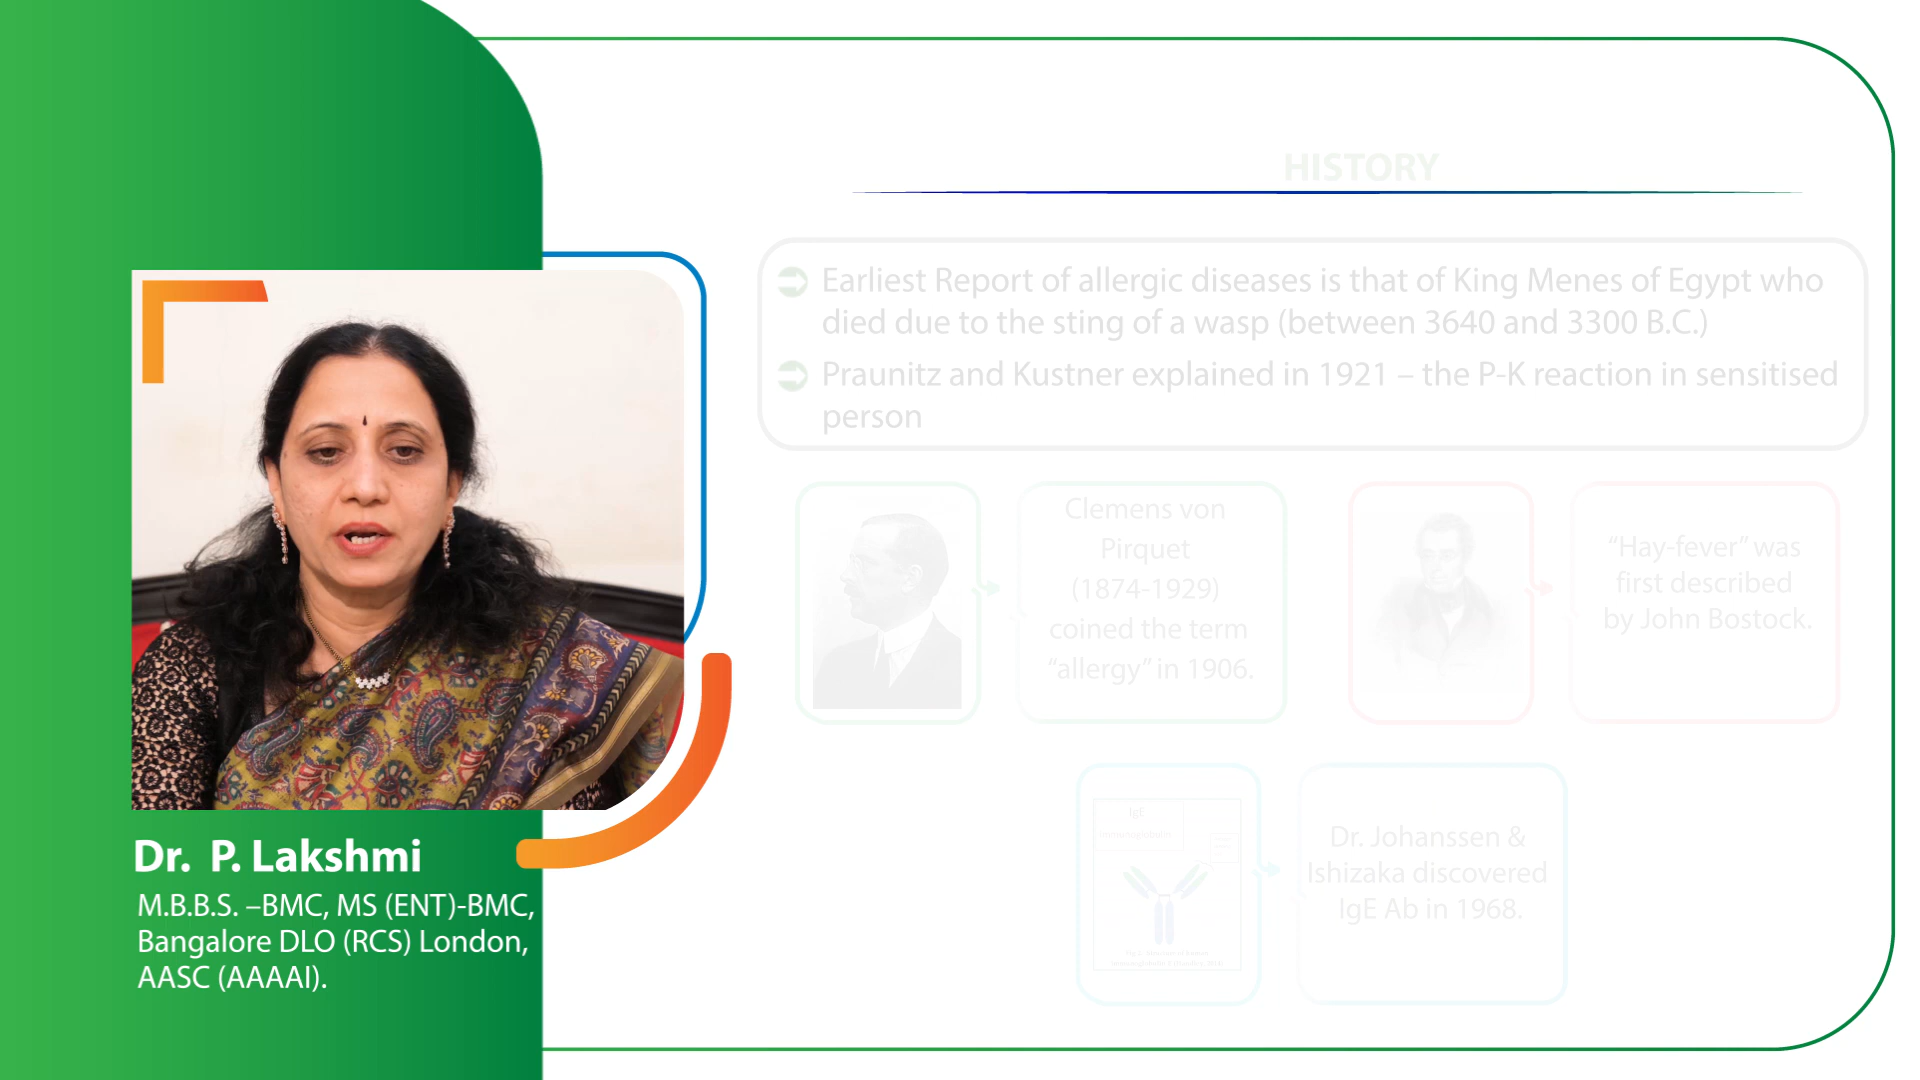 HISTORY
Earliest Report of allergic diseases is that of King Menes of Egypt who
died due to the sting of a wasp (between 3640 and 3300 B.C.)
Praunitz and Kustner explained in 1921 – the P-K reaction in sensitised
person
Clemens von
Pirquet
(1874-1929)
coined the term
“allergy” in 1906.
“Hay-fever” was
first described
by John Bostock.
IgE
Dr. Johanssen &
Ishizaka discovered
IgE Ab in 1968.
Dr. P. Lakshmi
M.B.B.S. –BMC, MS (ENT)-BMC,
Bangalore DLO (RCS) London,
AASC (AAAAI).